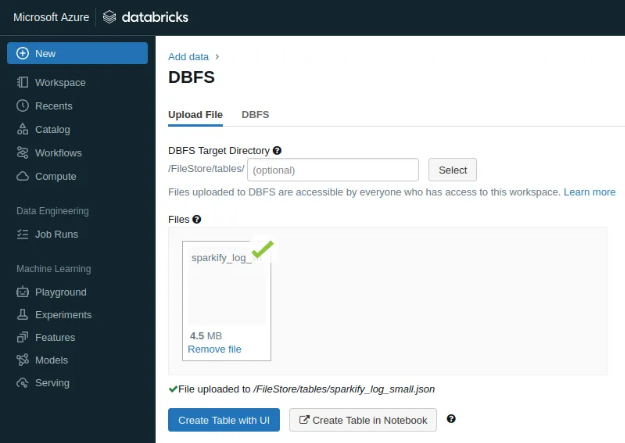 Microsoft Azure databricks
New
Workspace
Recents
Catalog
Workflows
Compute
Data Engineering
Job Runs
Machine Learning
Playground
Experiments
Features
Models
Serving
Add data ›
DBFS
Upload File DBFS
DBFS Target Directory ?
/FileStore/tables/ (optional) Select
Files uploaded to DBFS are accessible by everyone who has access to this workspace. Learn more
Files ?
sparkify_log_
4.5 MB
Remove file
File uploaded to /FileStore/tables/sparkify_log_small.json
Create Table with UI Create Table in Notebook ?